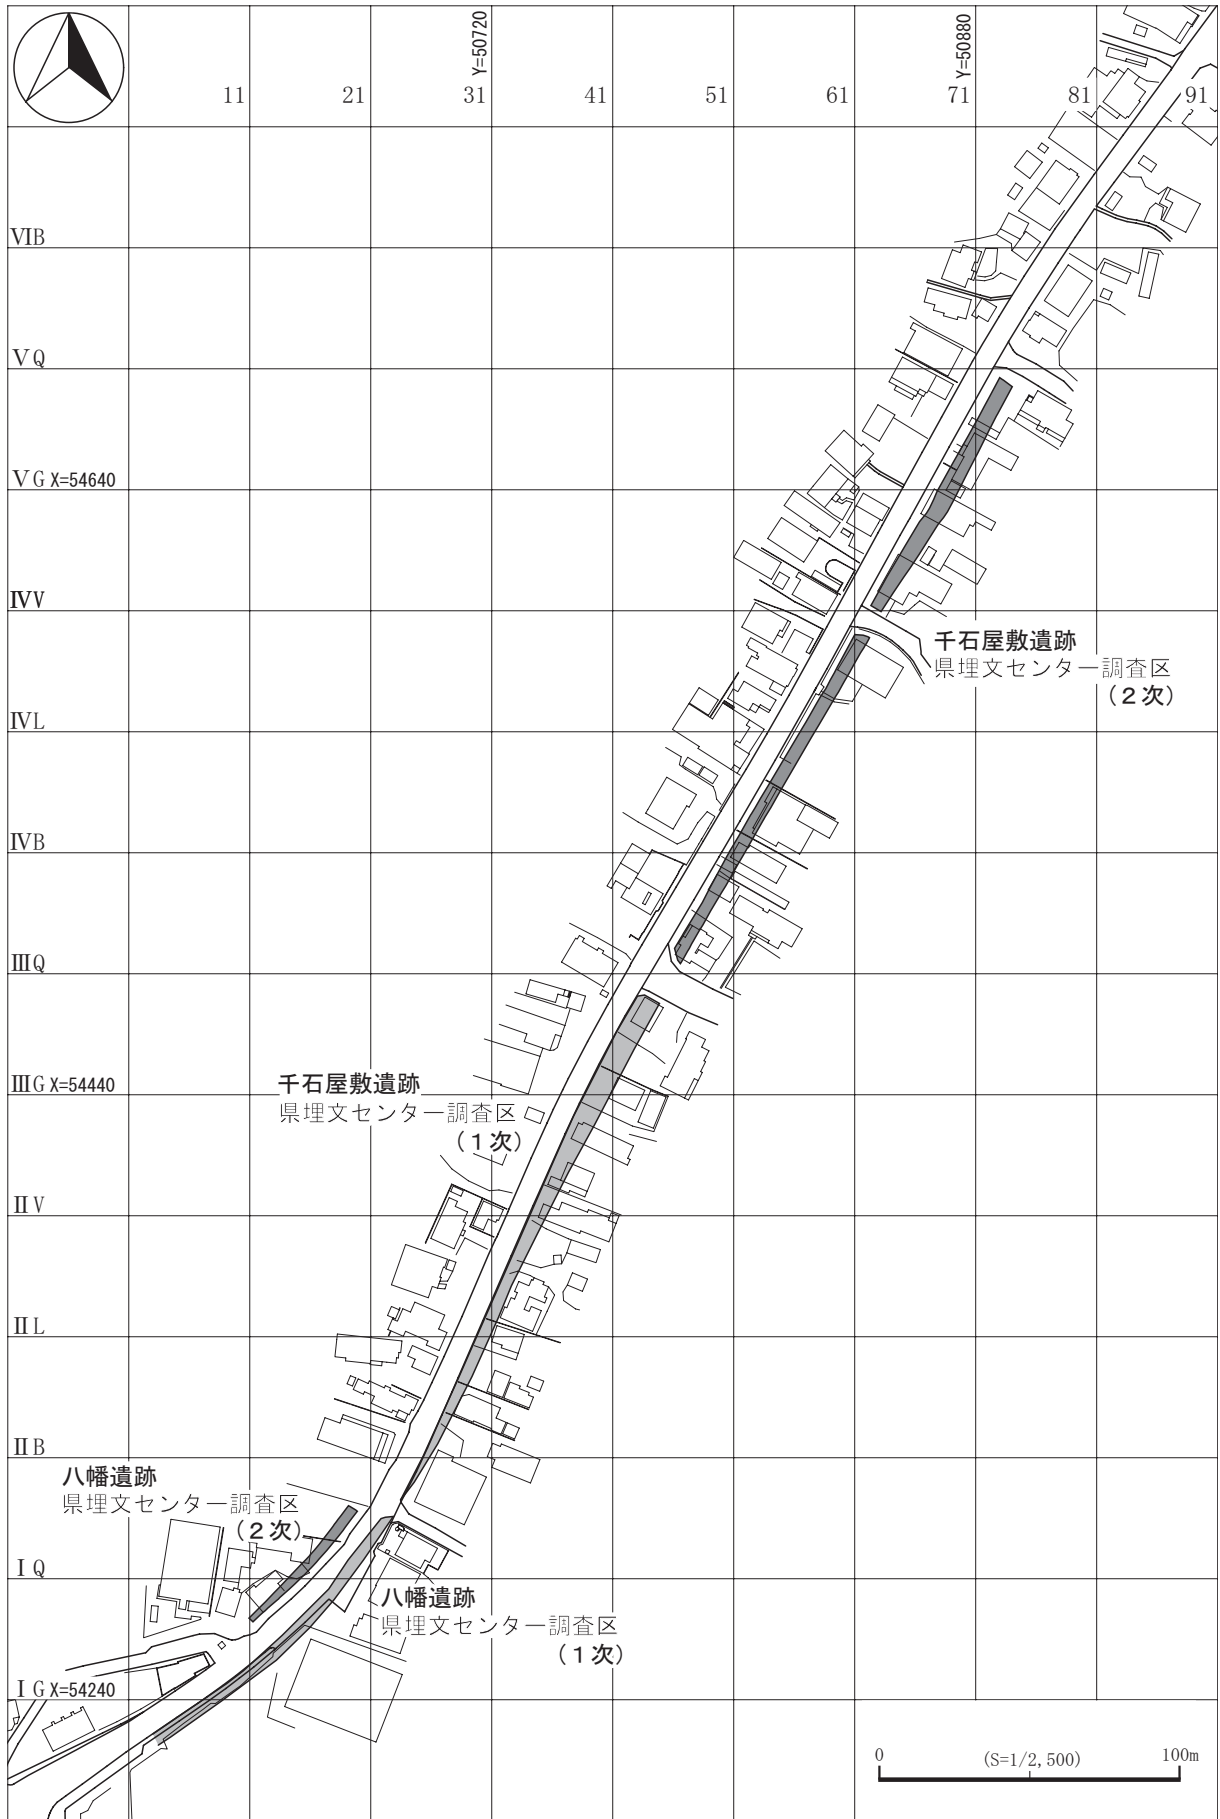 Y=50720
Y=50880
11
21
31
41
51
61
71
81
91
ⅥB
ⅤQ
ⅤG X=54640
ⅣV
千石屋敷遺跡
県埋文センター調査区
(２次)
ⅣL
ⅣB
ⅢQ
ⅢG X=54440
千石屋敷遺跡
県埋文センター調査区
(１次)
ⅡV
ⅡL
ⅡB
八幡遺跡
県埋文センター調査区
(２次)
ⅠQ
八幡遺跡
県埋文センター調査区
(１次)
ⅠG X=54240
0 (S=1/2,500) 100m